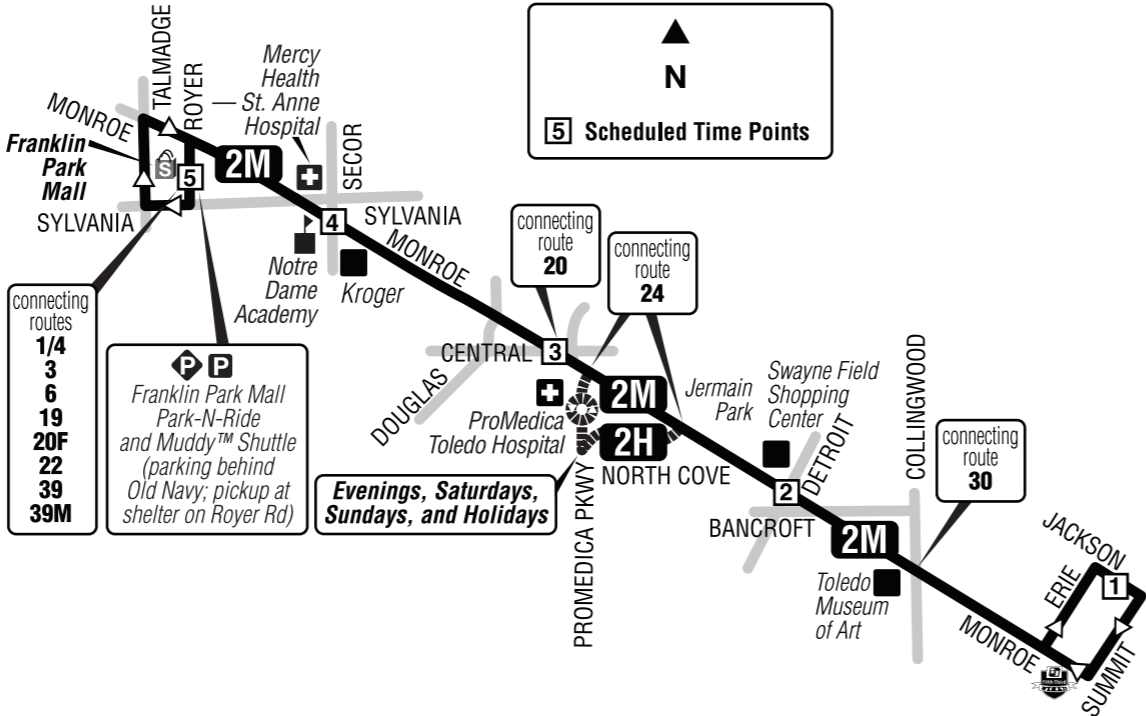 N
5 Scheduled Time Points
TALMADGE
ROYER
MONROE
Mercy
Health
St. Anne
Hospital
SECOR
Franklin
Park
Mall
S
5
2M
SYLVANIA
4
SYLVANIA
MONROE
Notre
Dame
Academy
Kroger
connecting
routes
1/4
3
6
19
20F
22
39
39M
P P
Franklin Park Mall
Park-N-Ride
and Muddy™ Shuttle
(parking behind
Old Navy; pickup at
shelter on Royer Rd)
connecting
route
20
connecting
route
24
CENTRAL
3
DOUGLAS
ProMedica
Toledo Hospital
2M
2H
NORTH COVE
Evenings, Saturdays,
Sundays, and Holidays
PROMEDICA PKWY
Jermain
Park
Swayne Field
Shopping
Center
DETROIT
2
BANCROFT
COLLINGWOOD
2M
connecting
route
30
Toledo
Museum
of Art
MONROE
ERIE
JACKSON
1
SUMMIT